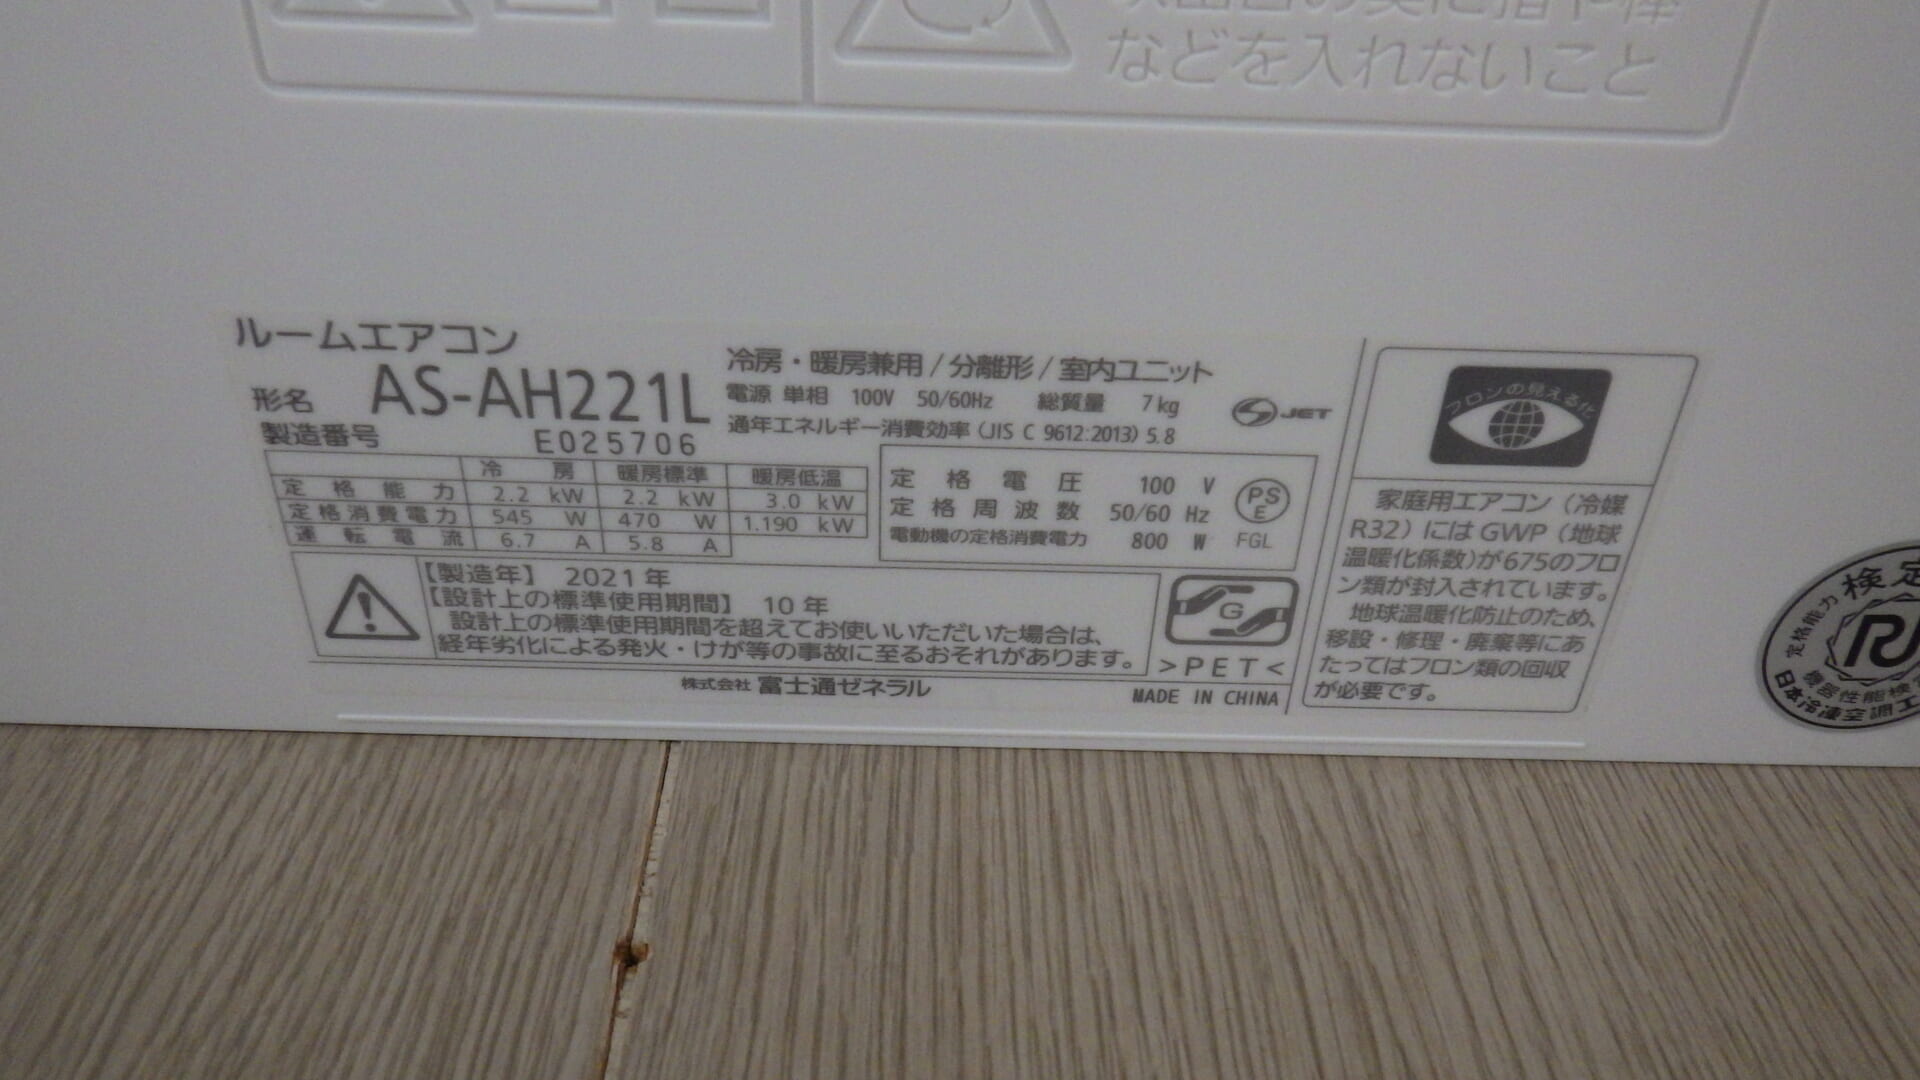 などを入れないこと
ルームエアコン
形名 AS-AH221L
製造番号 E025706
冷房・暖房兼用/分離形/室内ユニット
電源 単相 100V 50/60Hz 総質量 7kg
通年エネルギー消費効率(JIS C 9612:2013) 5.8
JET
冷房 暖房標準 暖房低温
定格能力 2.2 kW 2.2 kW 3.0 kW
定格消費電力 545 W 470 W 1.190 kW
運転電流 6.7 A 5.8 A
定格電圧 100 V
定格周波数 50/60 Hz
電動機の定格消費電力 800 W
PS
E
FGL
【製造年】 2021年
【設計上の標準使用期間】 10年
設計上の標準使用期間を超えてお使いいただいた場合は、
経年劣化による発火・けが等の事故に至るおそれがあります。
G
>PET<
株式会社 富士通ゼネラル
MADE IN CHINA
フロンの見える化
家庭用エアコン(冷媒
R32)にはGWP(地球
温暖化係数)が675のフロ
ン類が封入されています。
地球温暖化防止のため、
移設・修理・廃棄等にあ
たってはフロン類の回収
が必要です。
検定
定格能力
機器性能検
日本冷凍空調工